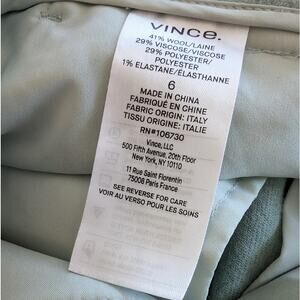 VINCE.
41% WOOL/LAINE
29% VISCOSE/VISCOSE
29% POLYESTER/
POLYESTER
1% ELASTANE/ÉLASTHANNE
6
MADE IN CHINA
FABRIQUÉ EN CHINE
FABRIC ORIGIN: ITALY
TISSU ORIGINE: ITALIE
RN#106730
Vince, LLC
500 Fifth Avenue, 20th Floor
New York, NY 10110
11 Rue Saint Florentin
75008 Paris France
SEE REVERSE FOR CARE
VOIR AU VERSO POUR LES SOINS